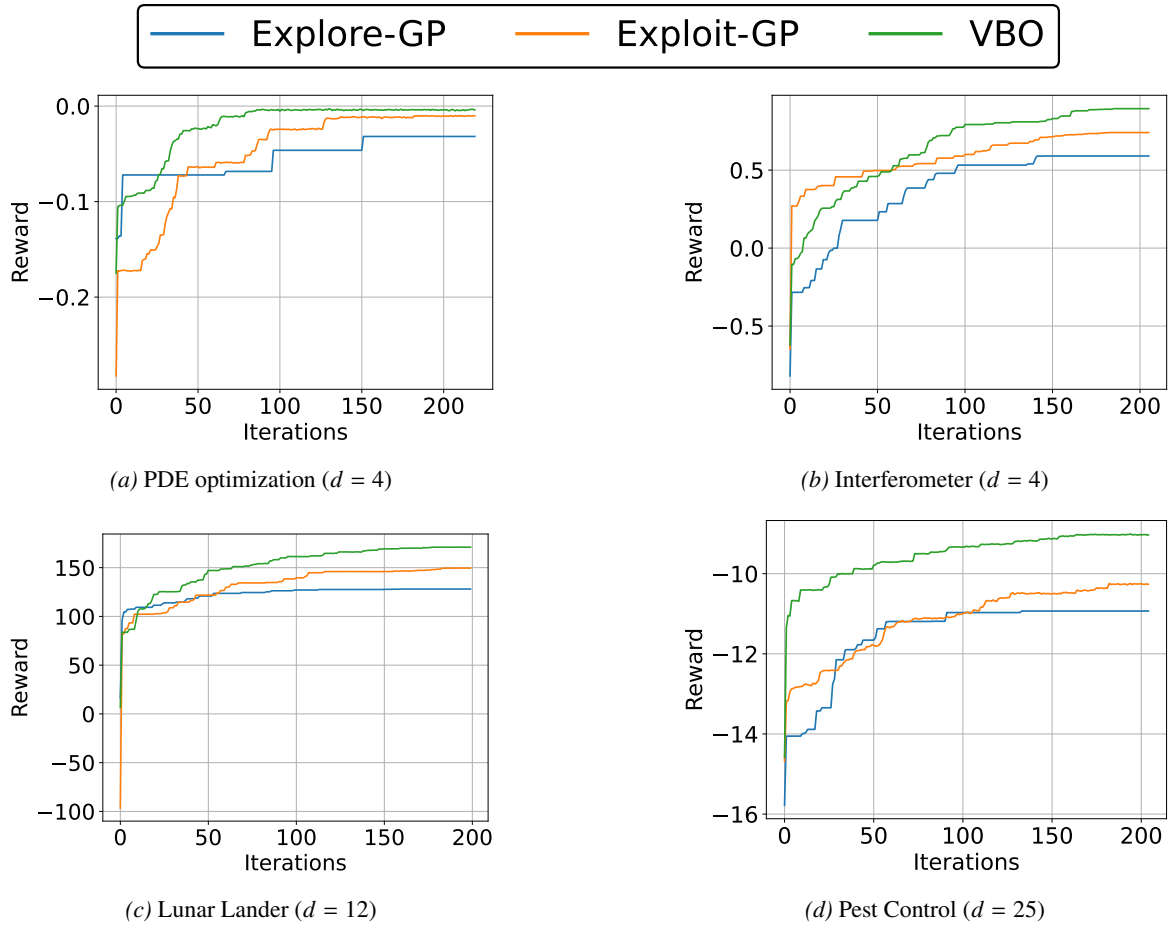 Explore-GP Exploit-GP VBO
0.0
−0.1
−0.2
Reward
0 50 100 150 200
Iterations
(a) PDE optimization (d = 4)
0.5
0.0
−0.5
Reward
0 50 100 150 200
Iterations
(b) Interferometer (d = 4)
150
100
50
0
−50
−100
Reward
0 50 100 150 200
Iterations
(c) Lunar Lander (d = 12)
−10
−12
−14
−16
Reward
0 50 100 150 200
Iterations
(d) Pest Control (d = 25)